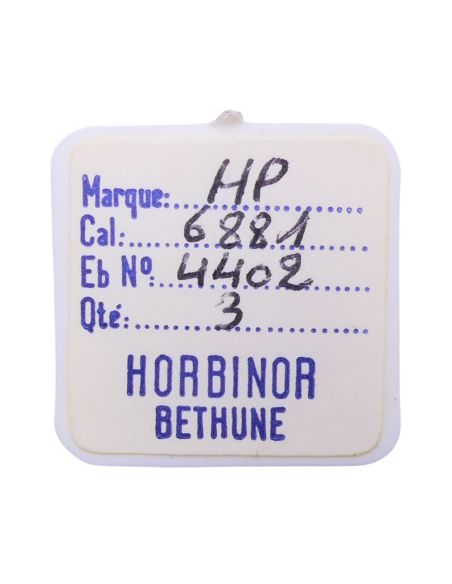 Marque: HP
Cal: 6881
Eb Nº: 4402
Qté: 3
HORBINOR
BETHUNE